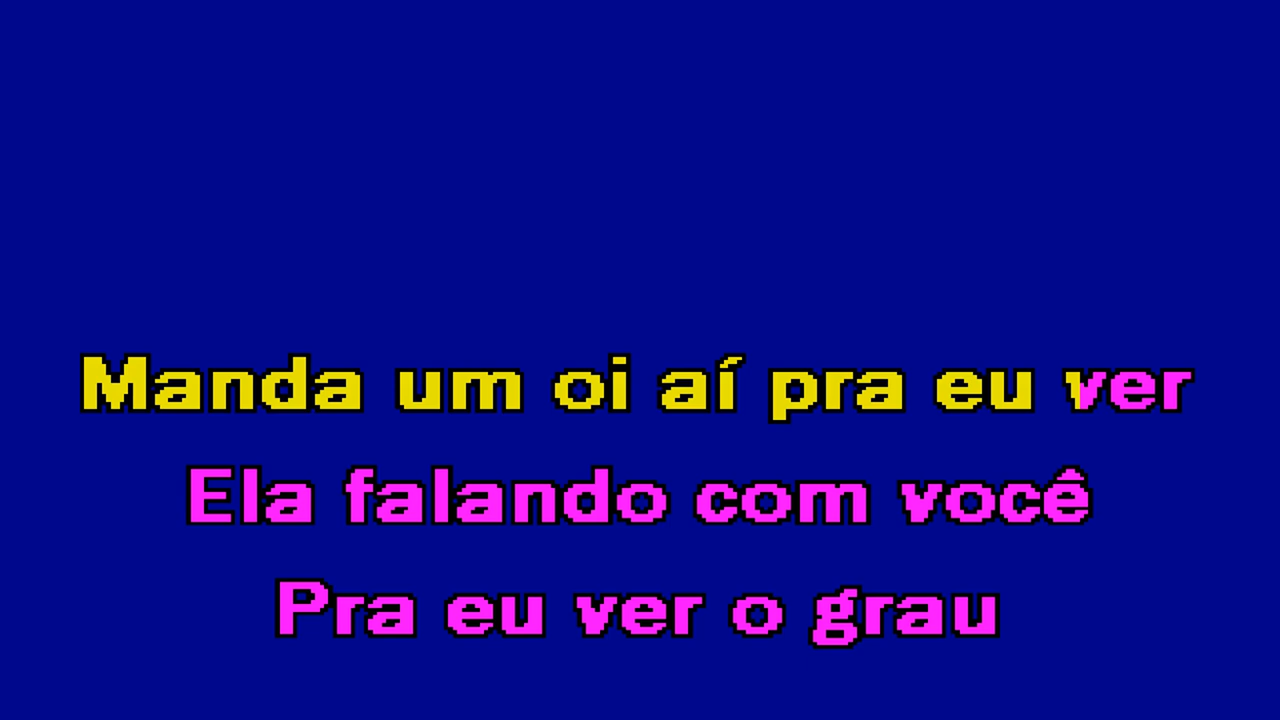 Manda um oi aí pra eu ver
Ela falando com você
Pra eu ver o grau